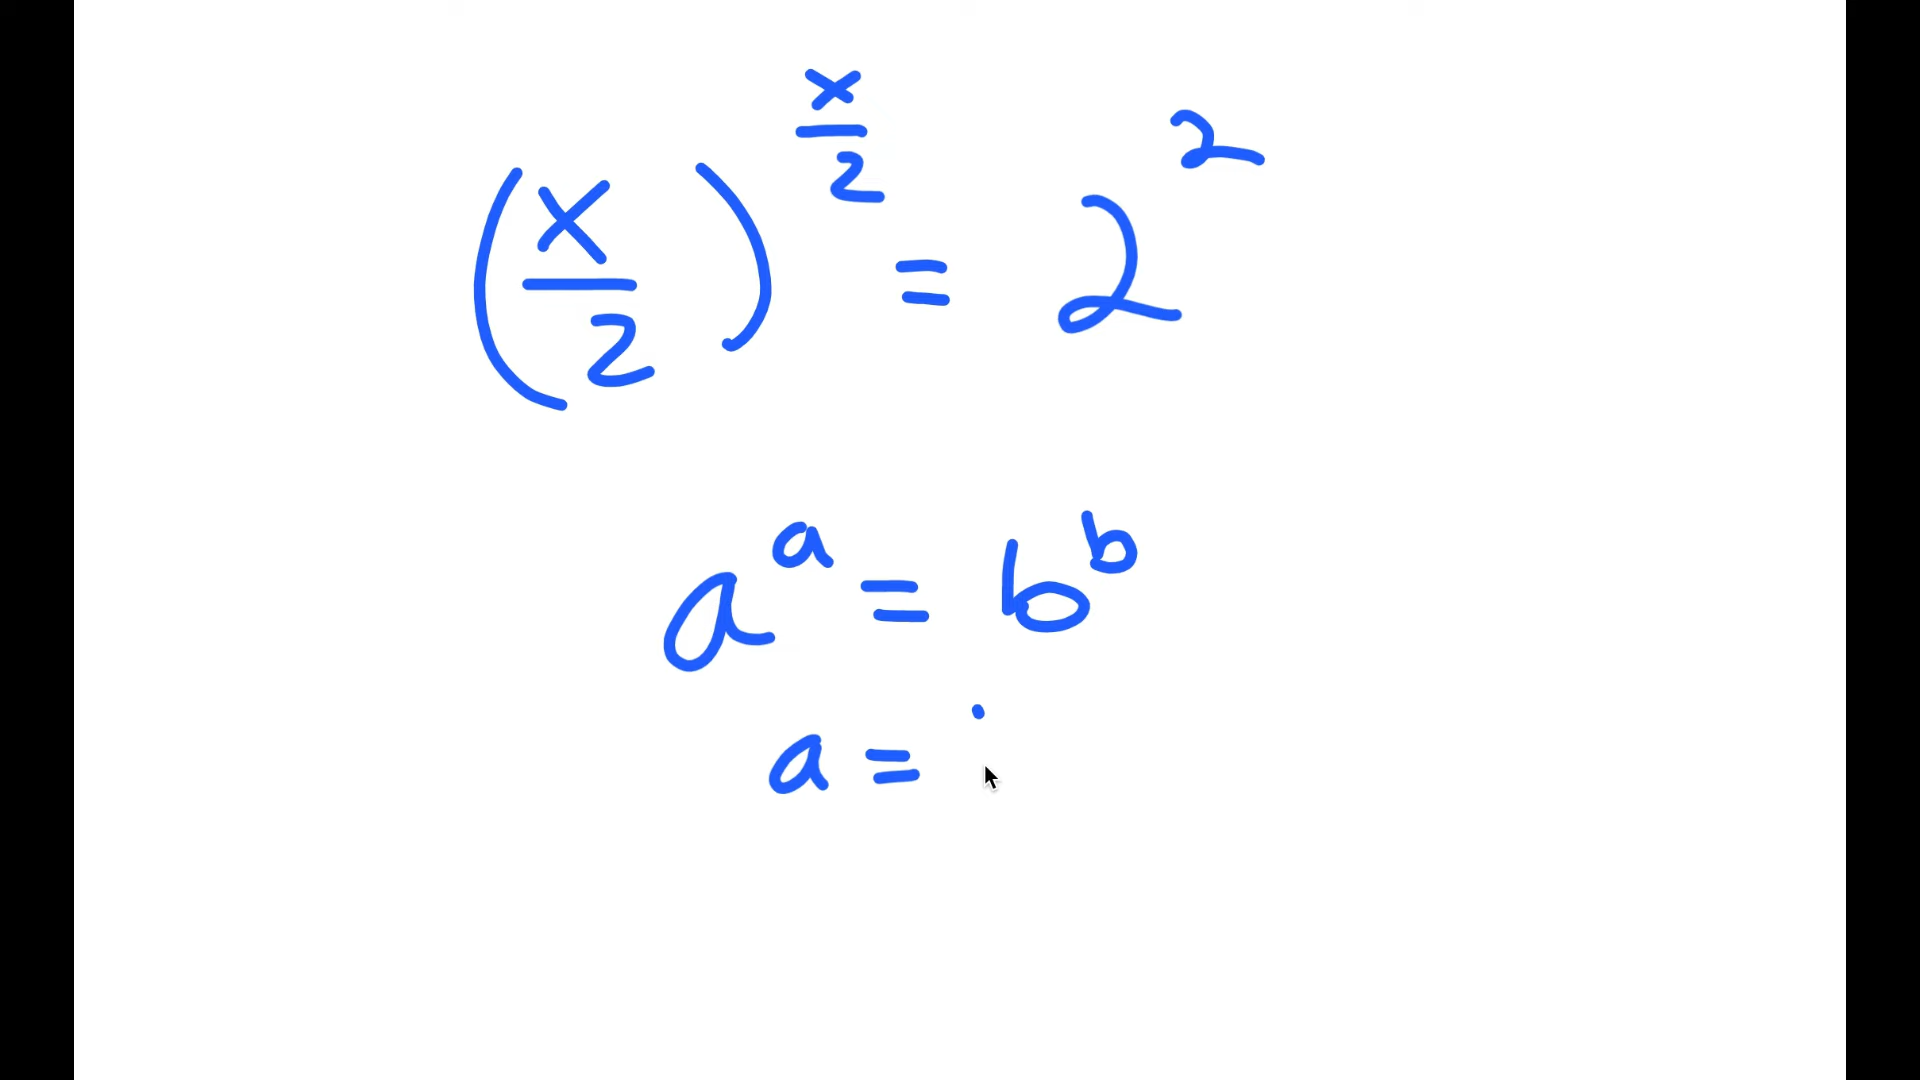 (x/2)^(x/2) = 2^2
a^a = b^b
a =